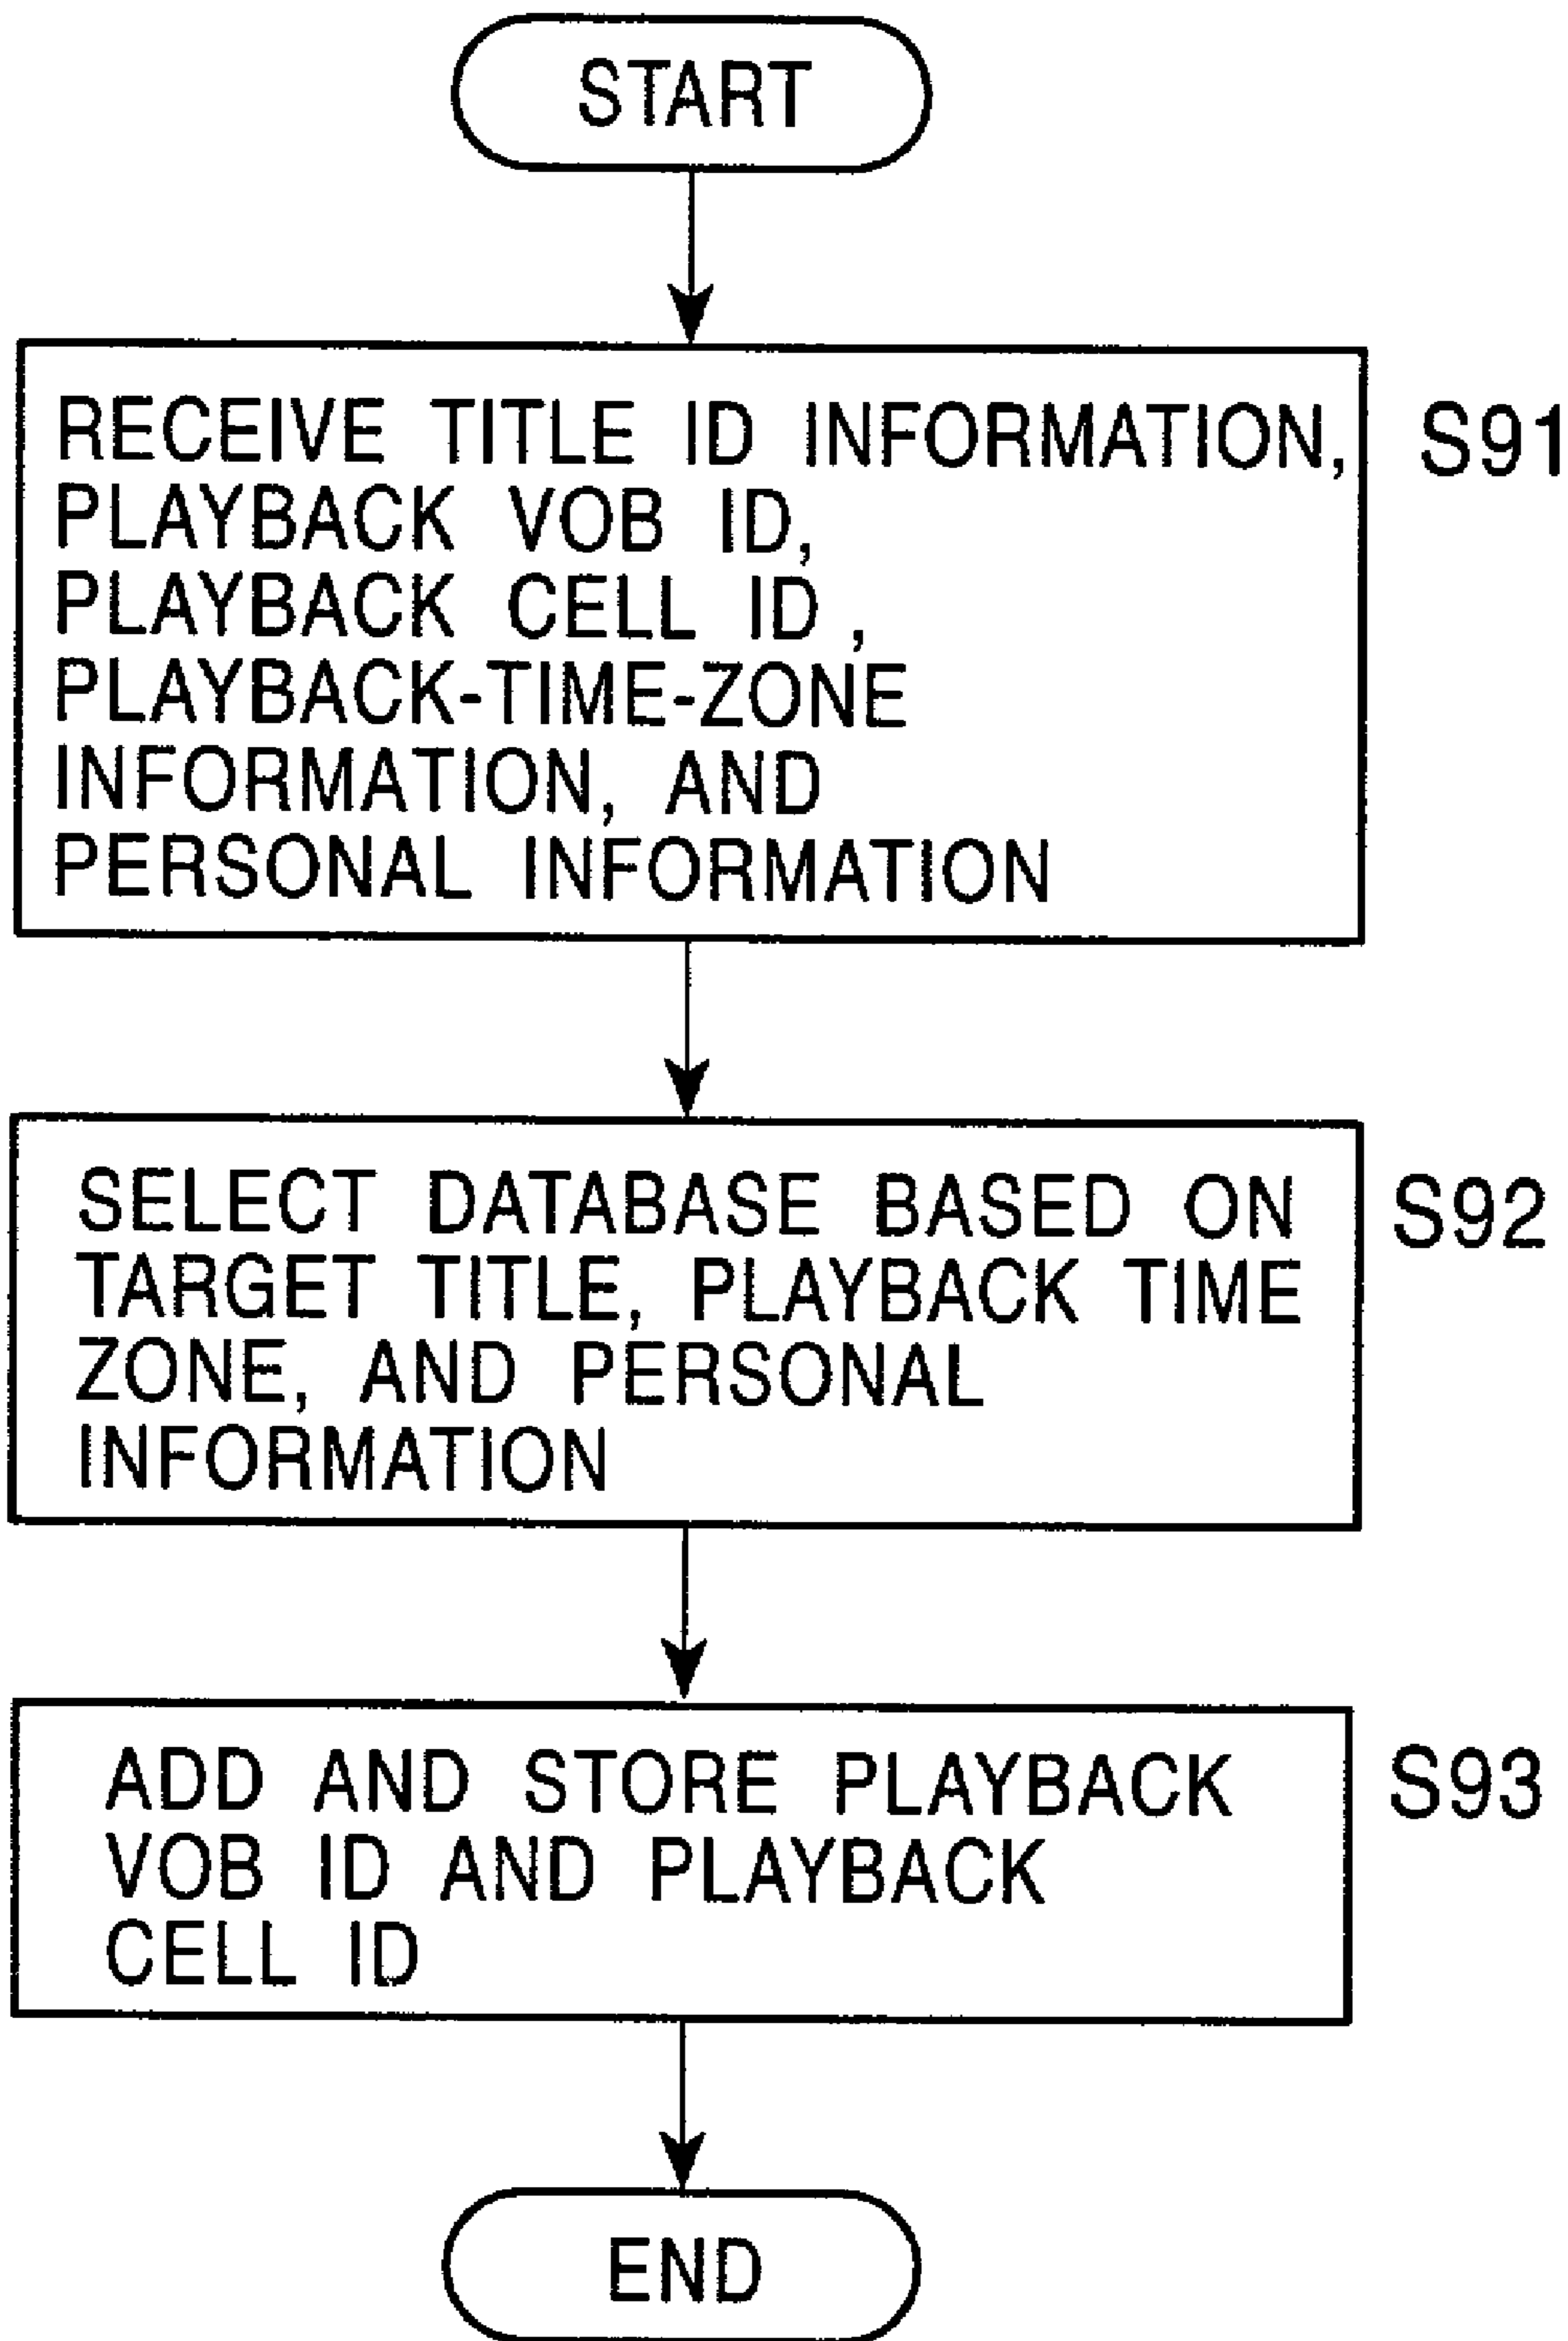 START
RECEIVE TITLE ID INFORMATION,
PLAYBACK VOB ID,
PLAYBACK CELL ID ,
PLAYBACK-TIME-ZONE
INFORMATION, AND
PERSONAL INFORMATION
S91
SELECT DATABASE BASED ON
TARGET TITLE, PLAYBACK TIME
ZONE, AND PERSONAL
INFORMATION
S92
ADD AND STORE PLAYBACK
VOB ID AND PLAYBACK
CELL ID
S93
END